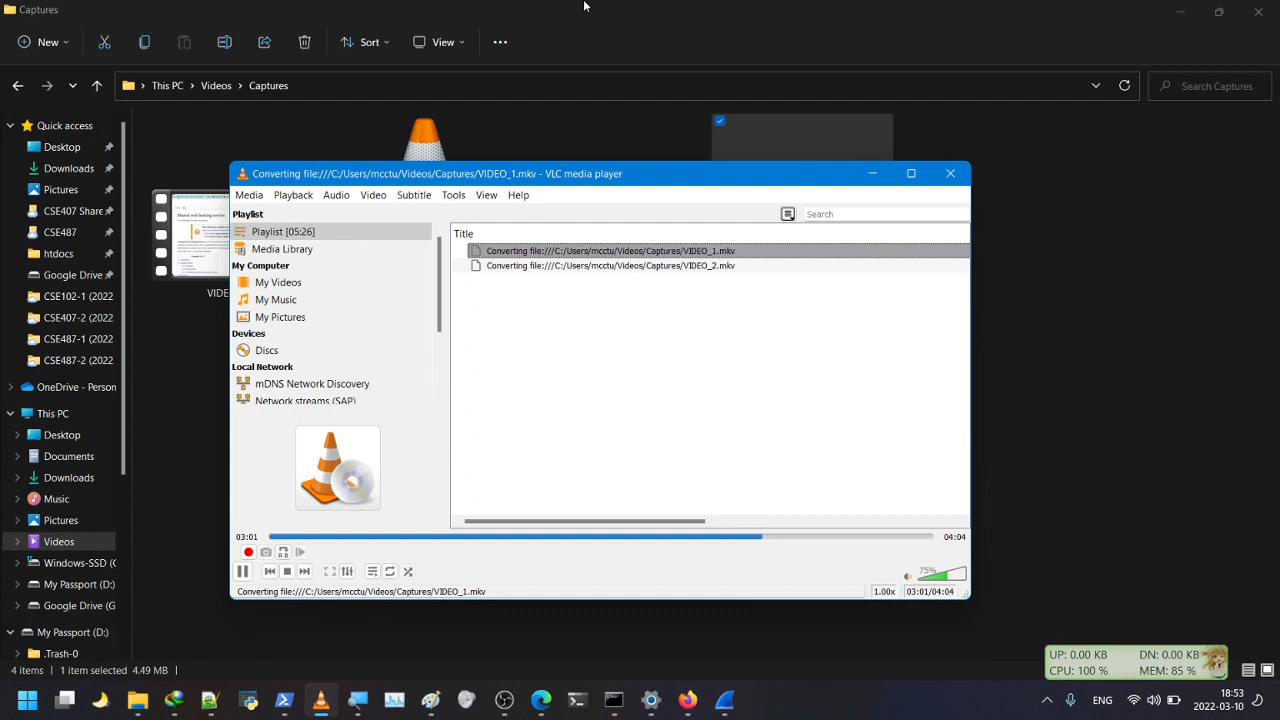 Captures
New
Sort
View
This PC
Videos
Captures
Search Captures
Quick access
Desktop
Downloads
Pictures
CSE407 Share
CSE487
htdocs
Google Drive
CSE102-1 (2022
CSE407-2 (2022
CSE487-1 (2022
CSE487-2 (2022
OneDrive - Person
This PC
Desktop
Documents
Downloads
Music
Pictures
Videos
Windows-SSD (C
My Passport (D:)
Google Drive (G
My Passport (D:)
.Trash-0
Shared web hosting service
VIDE
Converting file:///C:/Users/mcctu/Videos/Captures/VIDEO_1.mkv - VLC media player
Media Playback Audio Video Subtitle Tools View Help
Playlist
Playlist [05:26]
Media Library
My Computer
My Videos
My Music
My Pictures
Devices
Discs
Local Network
mDNS Network Discovery
Network streams (SAP)
Search
Title
Converting file:///C:/Users/mcctu/Videos/Captures/VIDEO_1.mkv
Converting file:///C:/Users/mcctu/Videos/Captures/VIDEO_2.mkv
03:01
04:04
75%
Converting file:///C:/Users/mcctu/Videos/Captures/VIDEO_1.mkv
1.00x
03:01/04:04
4 items
1 item selected 4.49 MB
UP: 0.00 KB DN: 0.00 KB
CPU: 100 % MEM: 85 %
ENG
18:53
2022-03-10